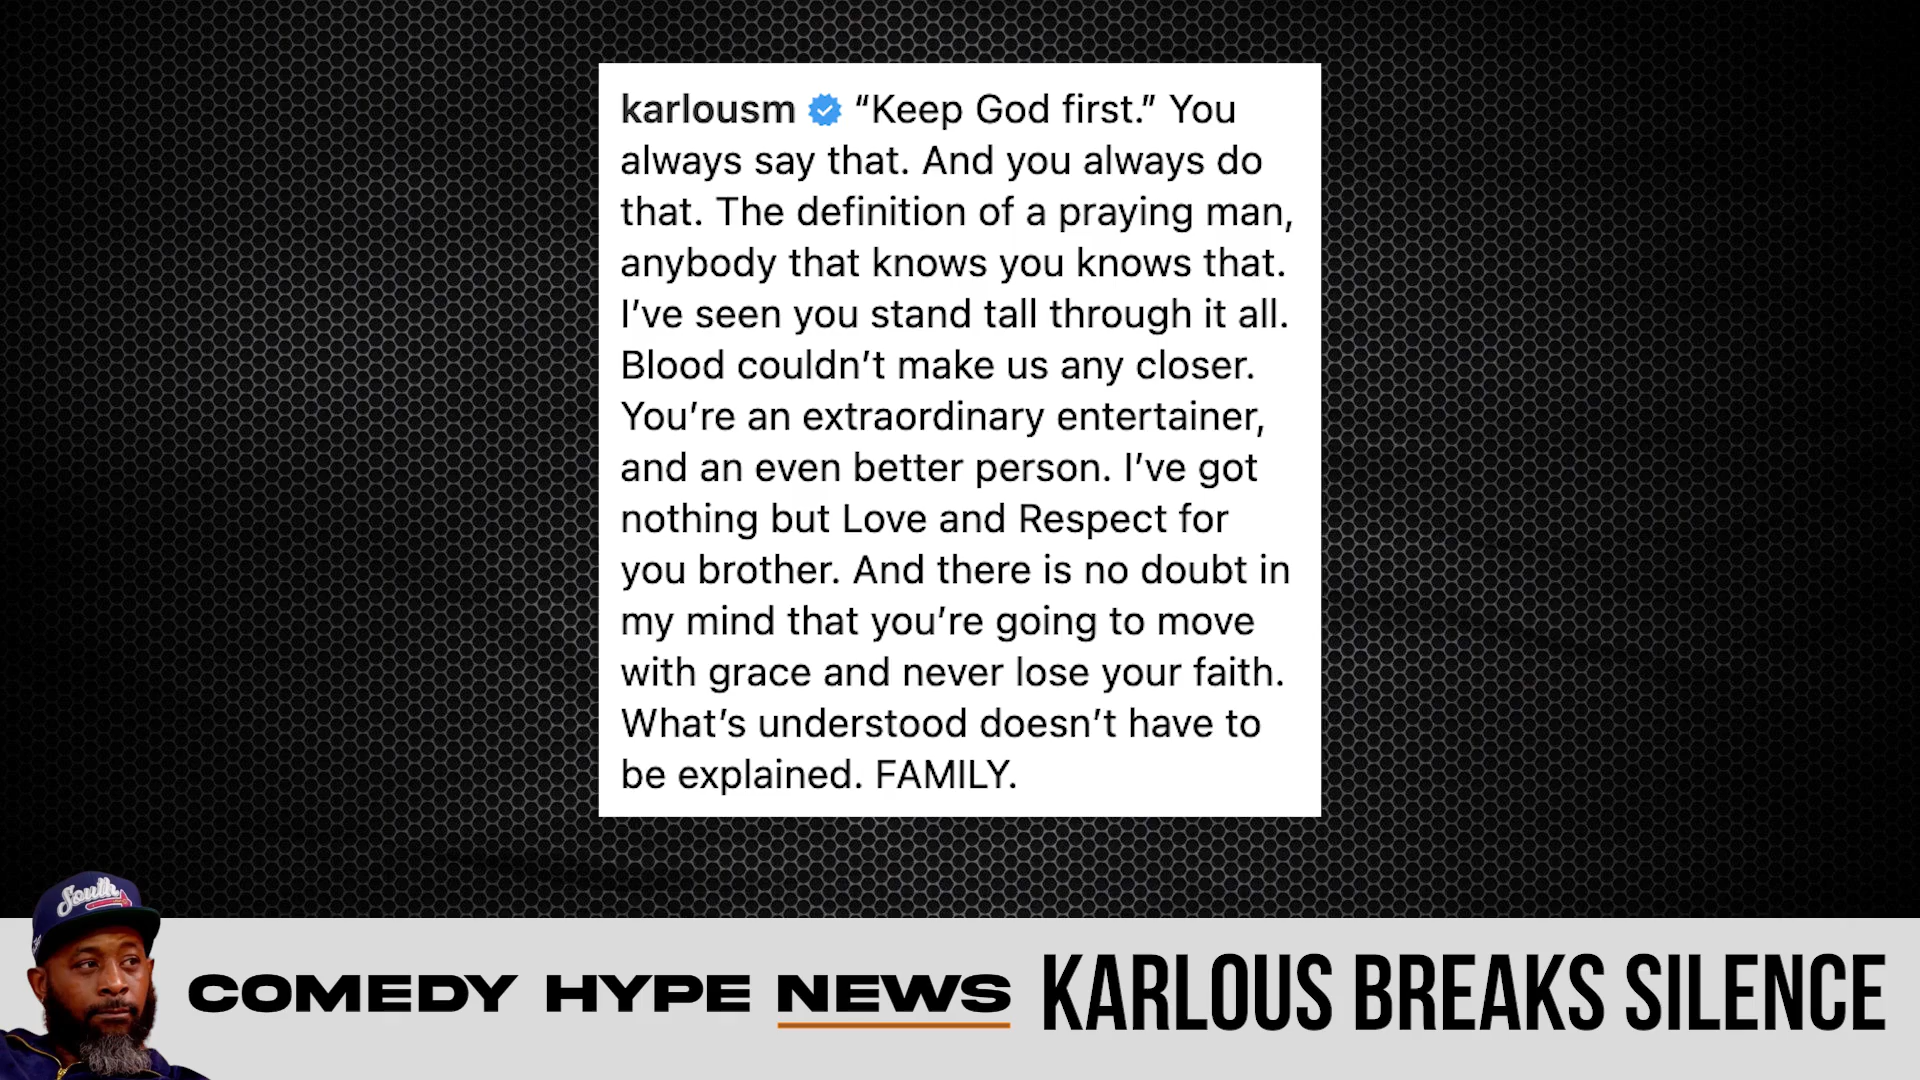 karlousm “Keep God first.” You
always say that. And you always do
that. The definition of a praying man,
anybody that knows you knows that.
I’ve seen you stand tall through it all.
Blood couldn’t make us any closer.
You’re an extraordinary entertainer,
and an even better person. I’ve got
nothing but Love and Respect for
you brother. And there is no doubt in
my mind that you’re going to move
with grace and never lose your faith.
What’s understood doesn’t have to
be explained. FAMILY.
South
COMEDY HYPE NEWS
KARLOUS BREAKS SILENCE